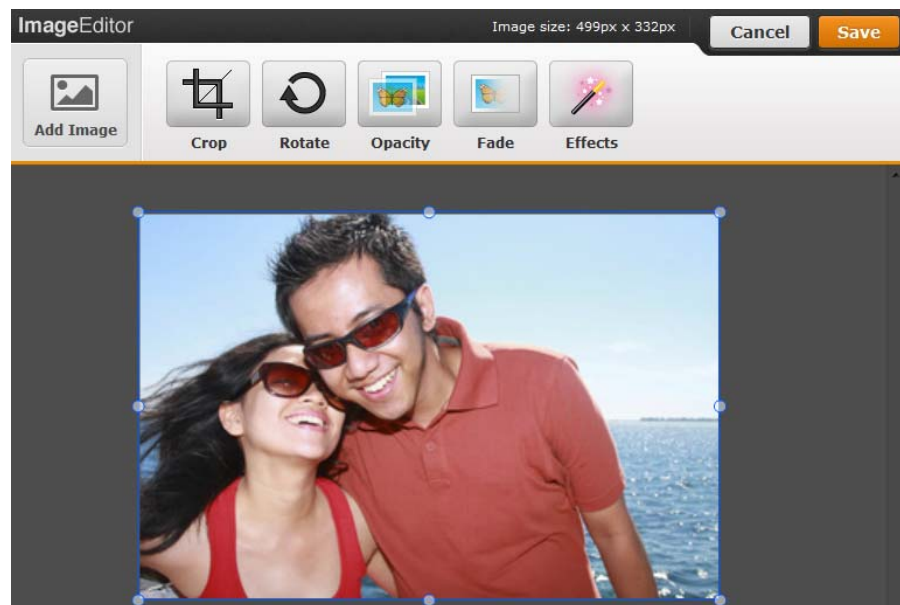 ImageEditor
Image size: 499px x 332px
Cancel
Save
Add Image
Crop
Rotate
Opacity
Fade
Effects